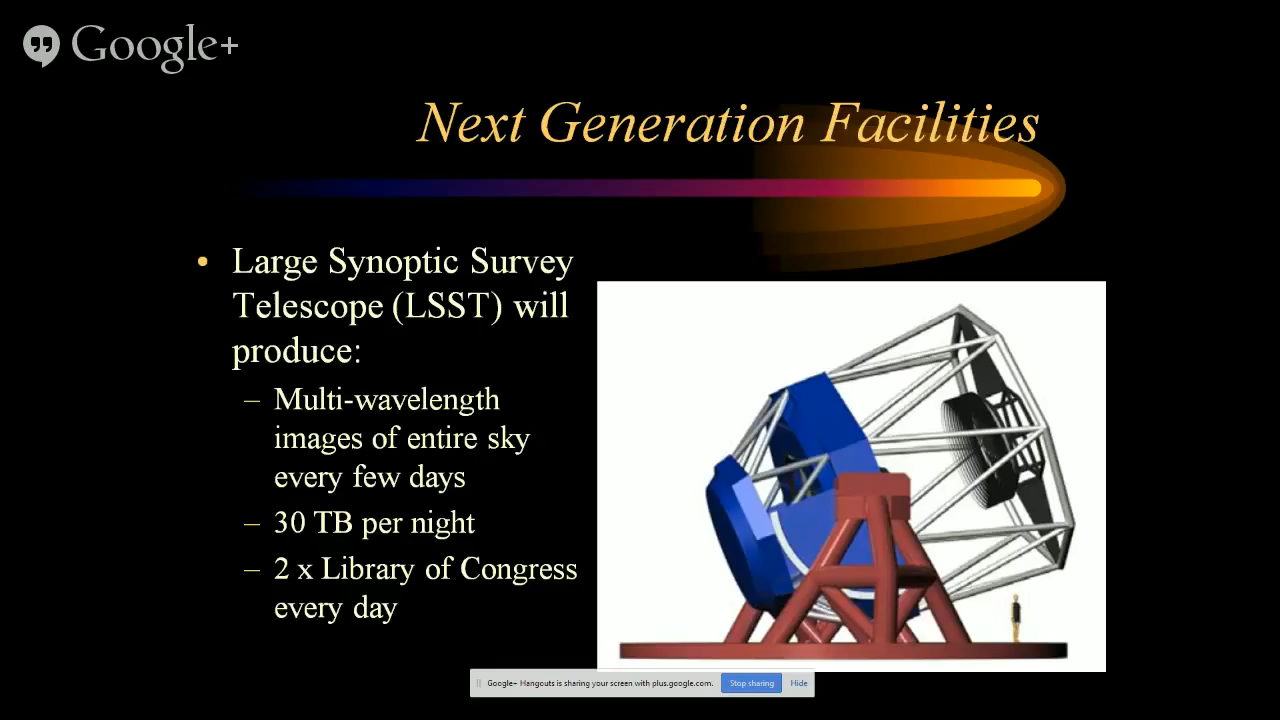 Google+
Next Generation Facilities
• Large Synoptic Survey
Telescope (LSST) will
produce:
– Multi-wavelength
images of entire sky
every few days
– 30 TB per night
– 2 x Library of Congress
every day
Google+ Hangouts is sharing your screen with plus.google.com. Stop sharing Hide